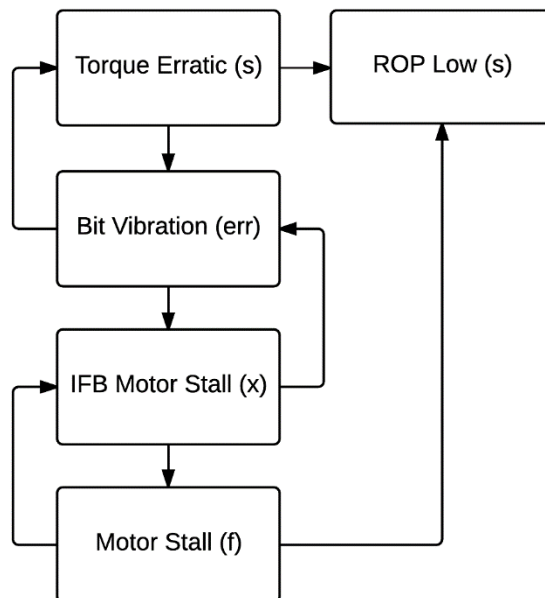 Torque Erratic (s)
ROP Low (s)
Bit Vibration (err)
IFB Motor Stall (x)
Motor Stall (f)